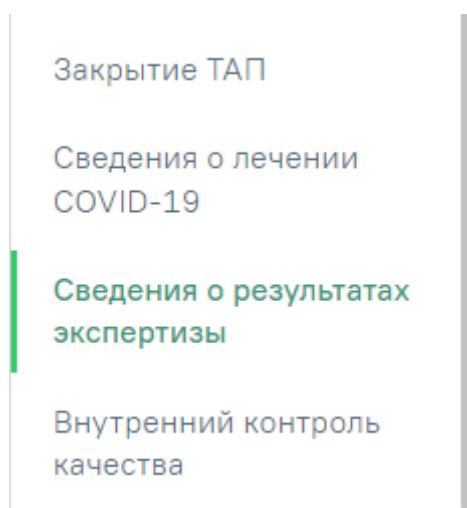 Закрытие ТАП
Сведения о лечении
COVID-19
Сведения о результатах
экспертизы
Внутренний контроль
качества